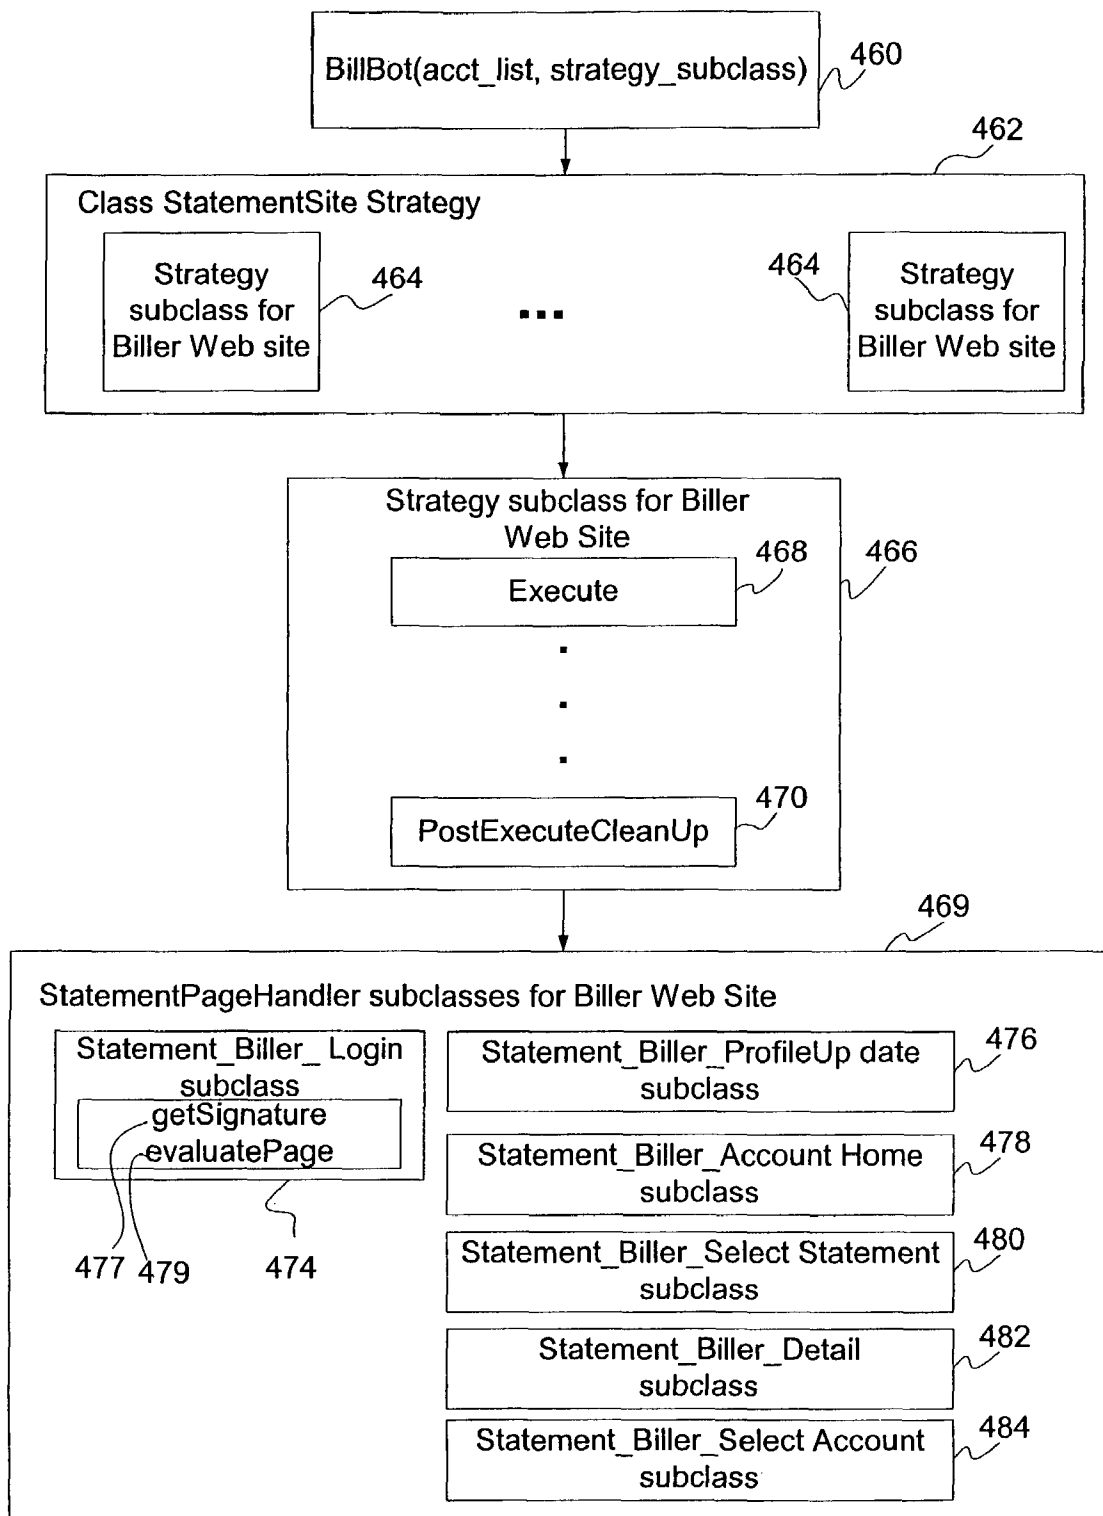 BillBot(acct_list, strategy_subclass)
460
462
Class StatementSite Strategy
Strategy
subclass for
Biller Web site
464
...
464
Strategy
subclass for
Biller Web site
Strategy subclass for Biller
Web Site
468
466
Execute
.
.
.
470
PostExecuteCleanUp
469
StatementPageHandler subclasses for Biller Web Site
Statement_Biller_ Login
subclass
getSignature
evaluatePage
477
479
474
Statement_Biller_ProfileUp date
subclass
476
Statement_Biller_Account Home
subclass
478
Statement_Biller_Select Statement
subclass
480
Statement_Biller_Detail
subclass
482
Statement_Biller_Select Account
subclass
484